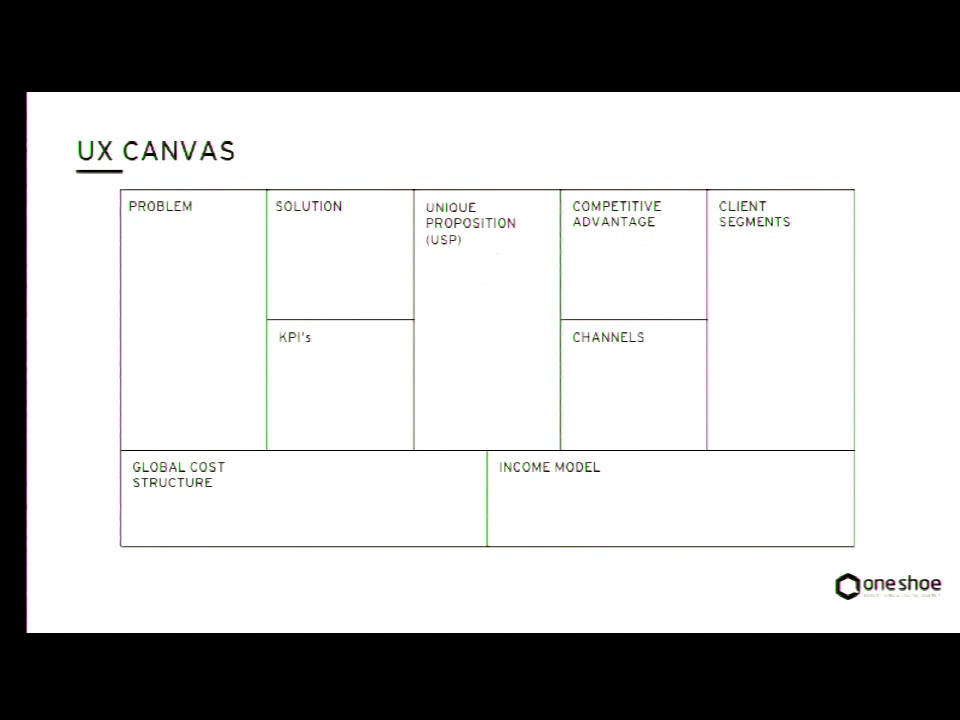 UX CANVAS
PROBLEM
SOLUTION
UNIQUE
PROPOSITION
(USP)
COMPETITIVE
ADVANTAGE
CLIENT
SEGMENTS
KPI's
CHANNELS
GLOBAL COST
STRUCTURE
INCOME MODEL
oneshoe